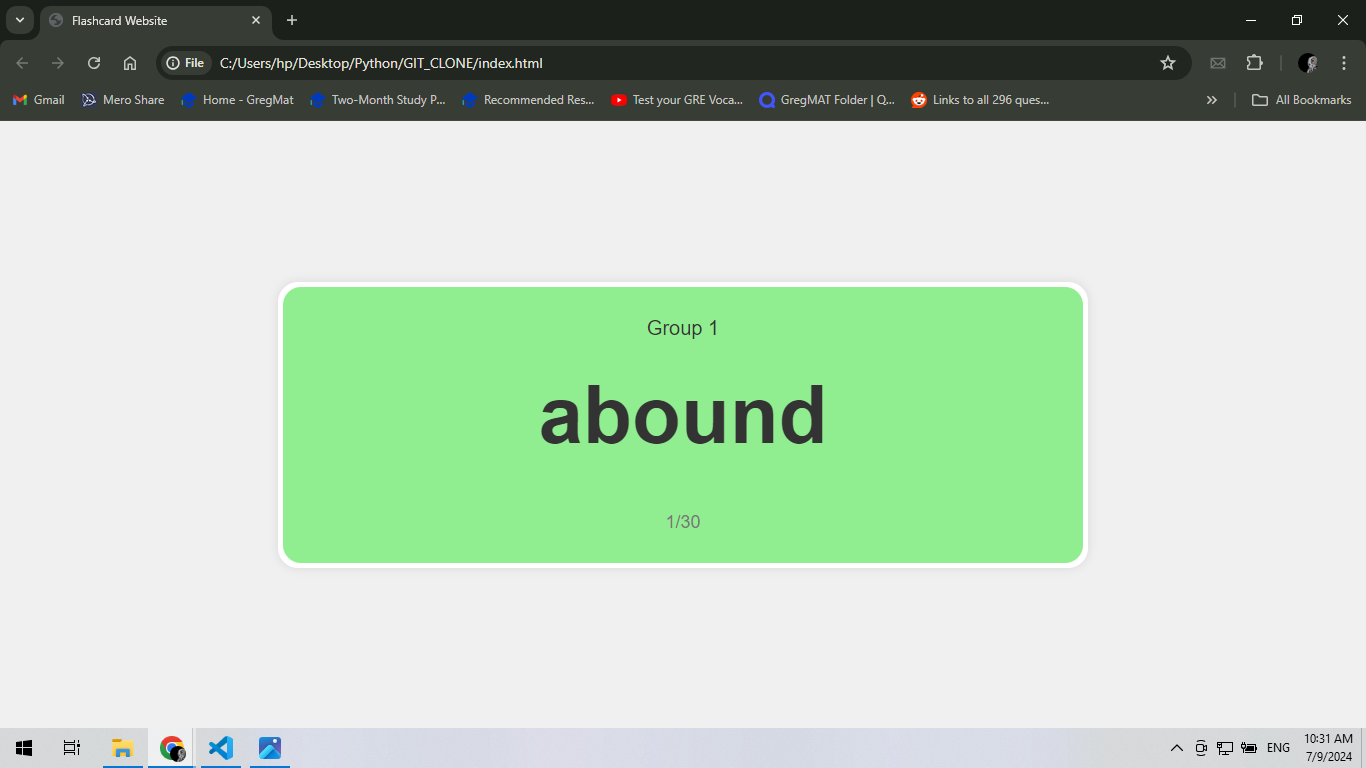 Flashcard Website
File C:/Users/hp/Desktop/Python/GIT_CLONE/index.html
Gmail Mero Share Home - GregMat Two-Month Study P... Recommended Res... Test your GRE Voca... GregMAT Folder | Q... Links to all 296 ques... » All Bookmarks
Group 1
abound
1/30
ENG 10:31 AM
7/9/2024